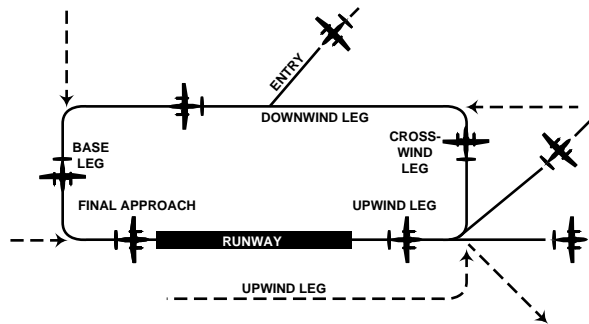 ENTRY
DOWNWIND LEG
BASE
LEG
CROSS-
WIND
LEG
FINAL APPROACH
UPWIND LEG
RUNWAY
UPWIND LEG